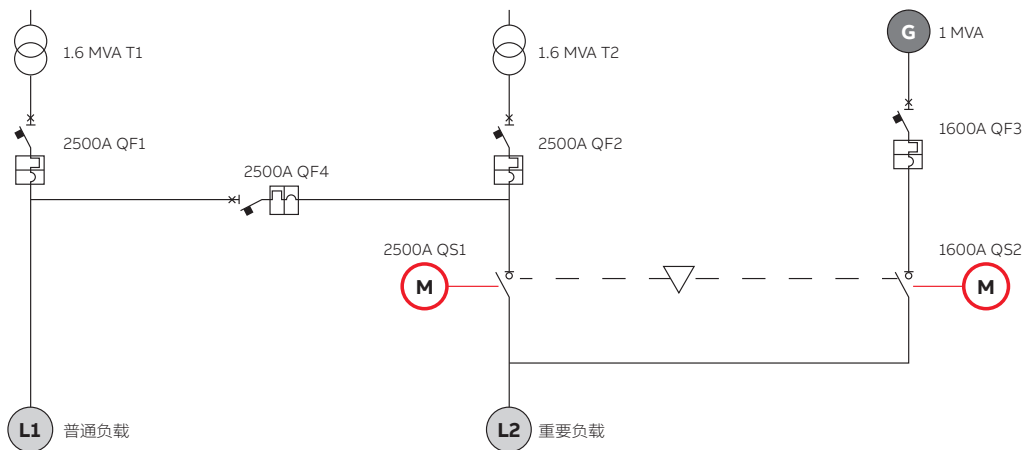 1.6 MVA T1
1.6 MVA T2
G
1 MVA
2500A QF1
2500A QF2
1600A QF3
2500A QF4
2500A QS1
1600A QS2
M
M
L1
普通负载
L2
重要负载